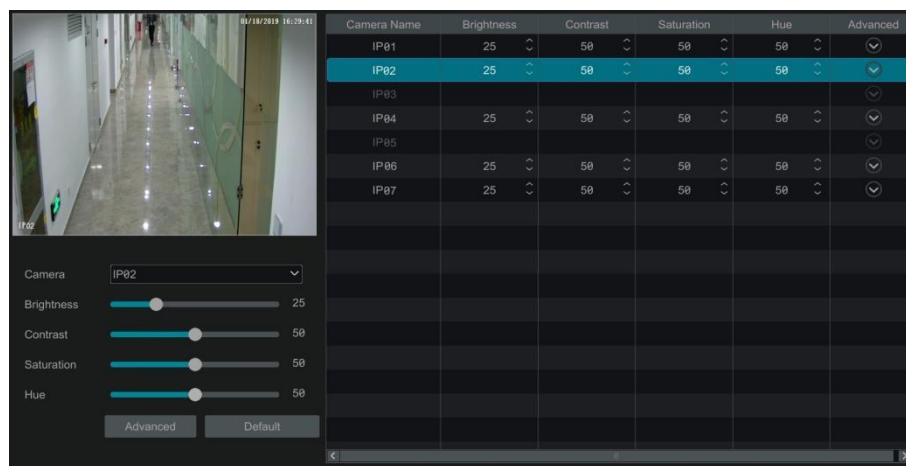 01/18/2019 16:29:41
IP02
Camera IP02
Brightness 25
Contrast 50
Saturation 50
Hue 50
Advanced Default
Camera Name Brightness Contrast Saturation Hue Advanced
IP01 25 50 50 50
IP02 25 50 50 50
IP03
IP04 25 50 50 50
IP05
IP06 25 50 50 50
IP07 25 50 50 50